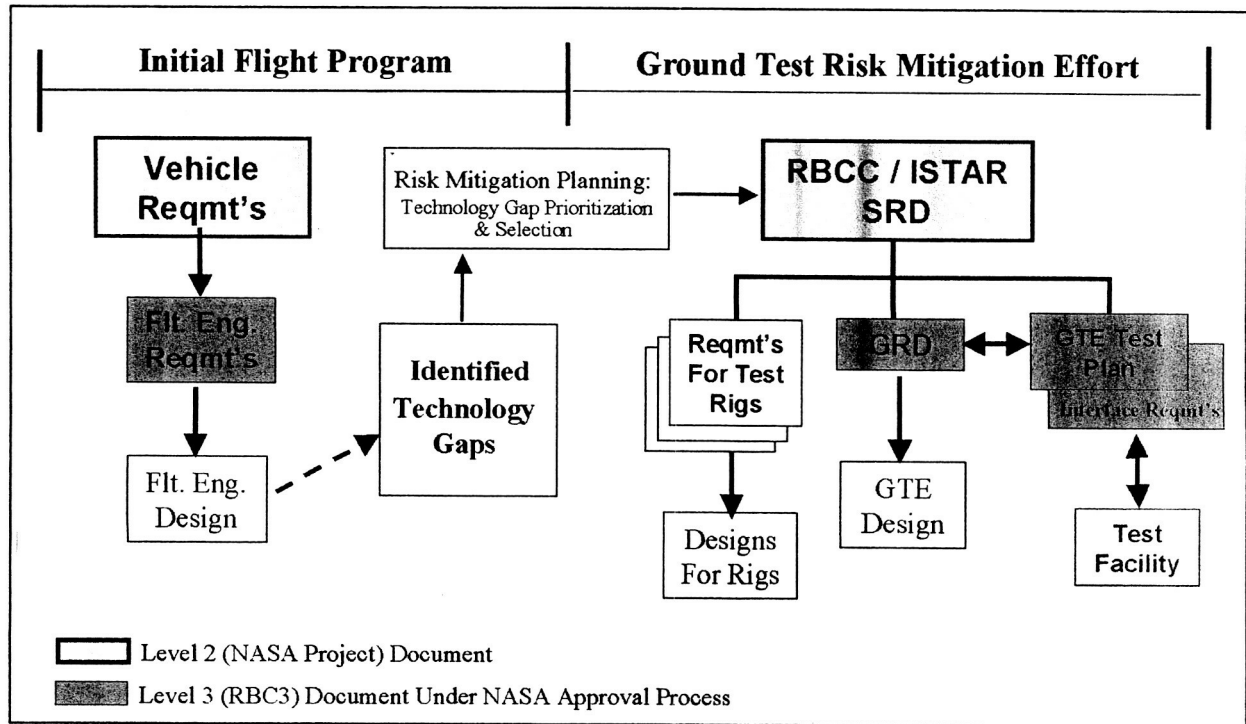 Initial Flight Program
Ground Test Risk Mitigation Effort
Vehicle
Reqmt's
Flt. Eng.
Reqmt's
Flt. Eng.
Design
Risk Mitigation Planning:
Technology Gap Prioritization
& Selection
Identified
Technology
Gaps
RBCC / ISTAR
SRD
Reqmt's
For Test
Rigs
Designs
For Rigs
GRD
GTE
Design
GTE Test
Plan
Interface Reqmt's
Test
Facility
Level 2 (NASA Project) Document
Level 3 (RBC3) Document Under NASA Approval Process